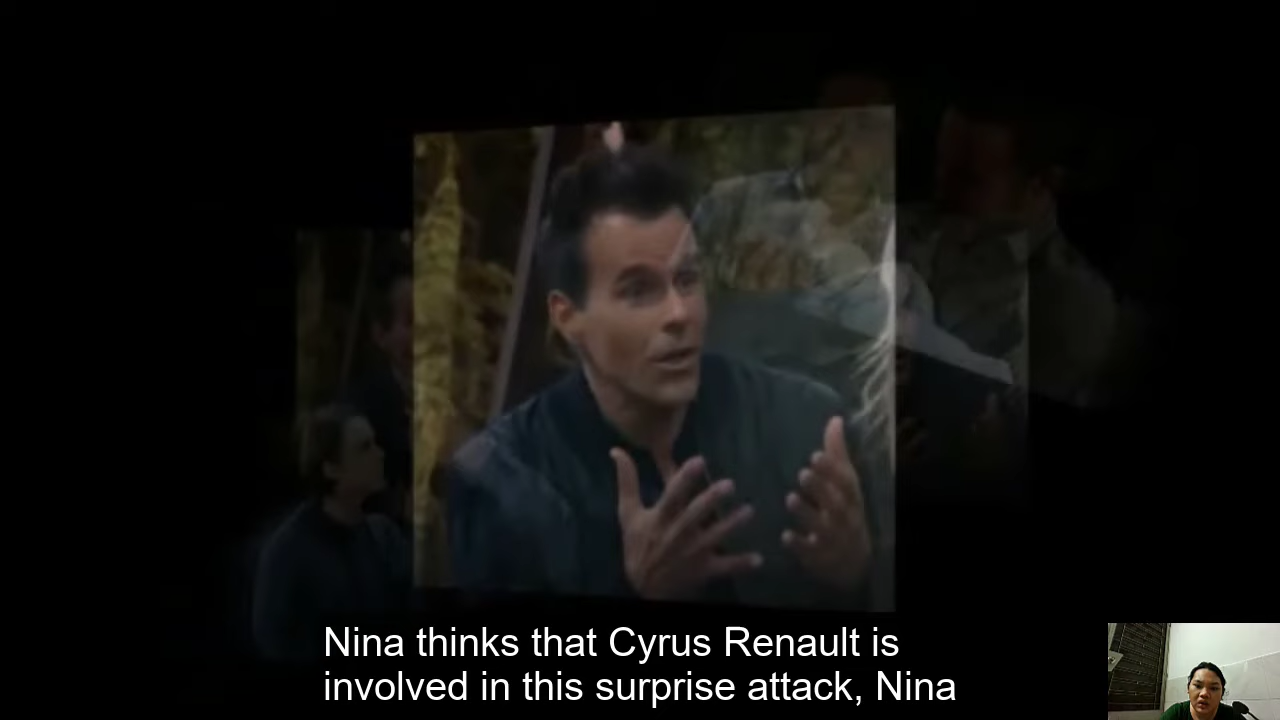 Nina thinks that Cyrus Renault is
involved in this surprise attack, Nina